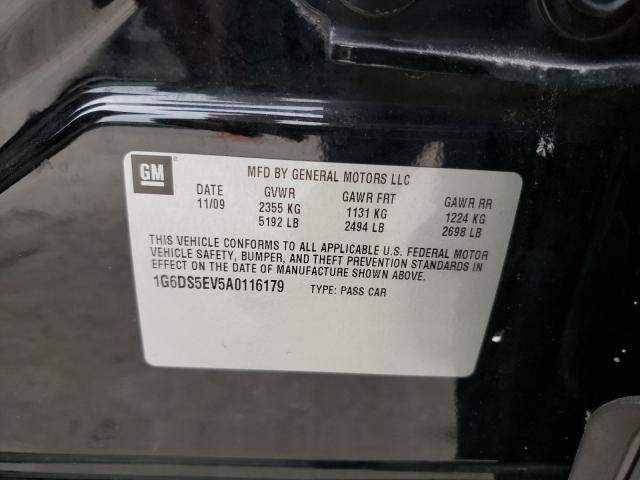 GM
MFD BY GENERAL MOTORS LLC
DATE GVWR GAWR FRT GAWR RR
11/09 2355 KG 1131 KG 1224 KG
5192 LB 2494 LB 2698 LB
THIS VEHICLE CONFORMS TO ALL APPLICABLE U.S. FEDERAL MOTOR
VEHICLE SAFETY, BUMPER, AND THEFT PREVENTION STANDARDS IN
EFFECT ON THE DATE OF MANUFACTURE SHOWN ABOVE.
1G6DS5EV5A0116179 TYPE: PASS CAR